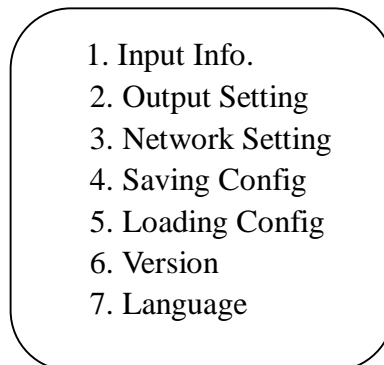 1. Input Info.
2. Output Setting
3. Network Setting
4. Saving Config
5. Loading Config
6. Version
7. Language